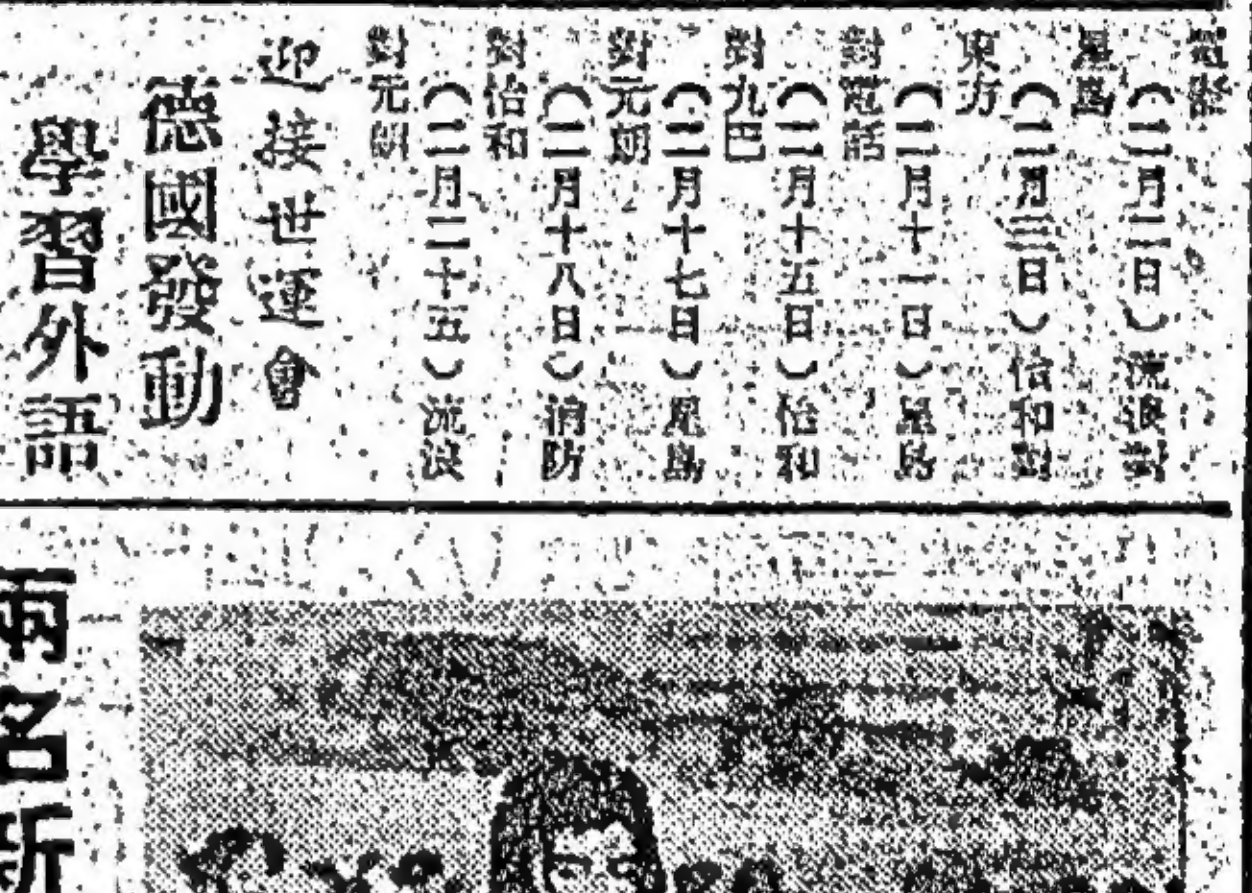 (二月二日)流浪對
星島
(二月三日)怡和對
東方
(二月十一日)星島
對電話
(二月十五日)怡和
對九巴
(二月十七日)星島
對元朗
(二月十八日)消防
對怡和
(二月二十五)流浪
對元朗
迎接世運會
德國發動
學習外語
兩名新